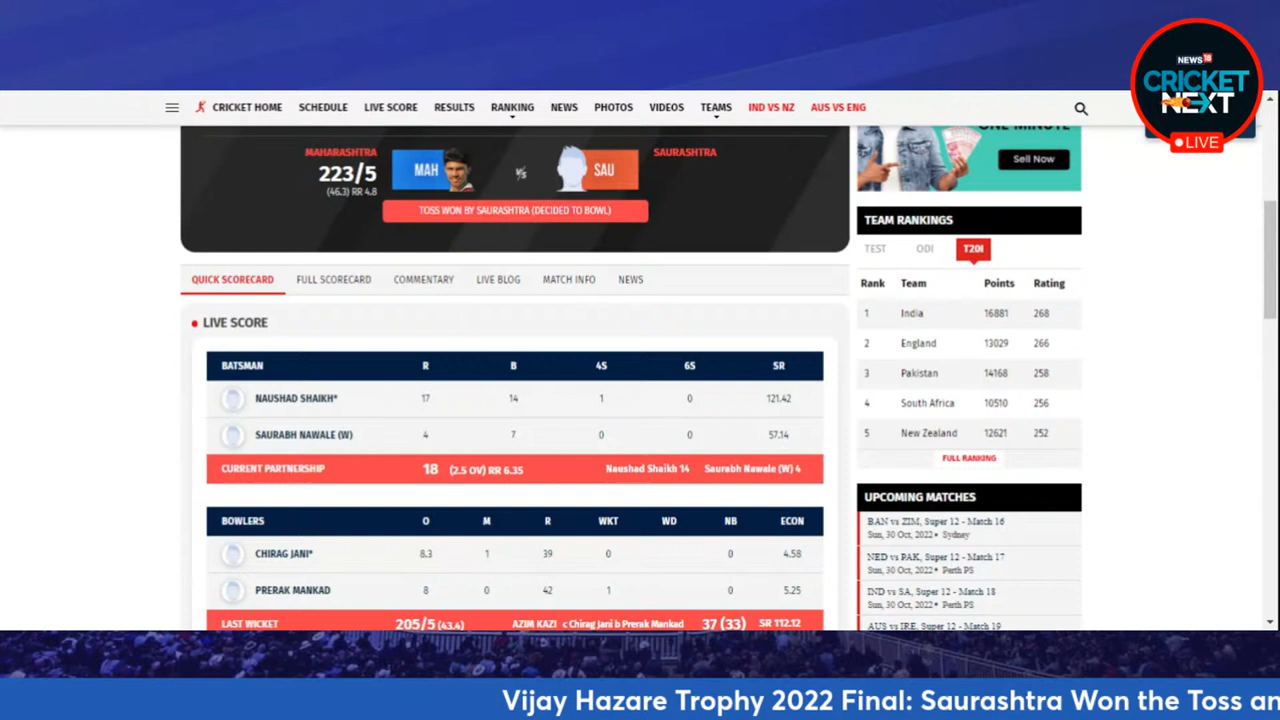 NEWS18
CRICKET
NEXT
LIVE
CRICKET HOME SCHEDULE LIVE SCORE RESULTS RANKING NEWS PHOTOS VIDEOS TEAMS IND VS NZ AUS VS ENG
MAHARASHTRA
223/5
(46.3) RR 4.8
MAH V/S SAU
SAURASHTRA
TOSS WON BY SAURASHTRA (DECIDED TO BOWL)
QUICK SCORECARD FULL SCORECARD COMMENTARY LIVE BLOG MATCH INFO NEWS
LIVE SCORE
BATSMAN R B 4S 6S SR
NAUSHAD SHAIKH* 17 14 1 0 121.42
SAURABH NAWALE (W) 4 7 0 0 57.14
CURRENT PARTNERSHIP 18 (2.5 OV) RR 6.35 Naushad Shaikh 14 Saurabh Nawale (W) 4
BOWLERS O M R WKT WD NB ECON
CHIRAG JANI* 8.3 1 39 0 0 4.58
PRERAK MANKAD 8 0 42 1 0 5.25
LAST WICKET 205/5 (43.4) AZIM KAZI c Chirag Jani b Prerak Mankad 37 (33) SR 112.12
ONE MINUTE
Sell Now
TEAM RANKINGS
TEST ODI T20I
Rank Team Points Rating
1 India 16881 268
2 England 13029 266
3 Pakistan 14168 258
4 South Africa 10510 256
5 New Zealand 12621 252
FULL RANKING
UPCOMING MATCHES
BAN vs ZIM, Super 12 - Match 16
Sun, 30 Oct, 2022• Sydney
NED vs PAK, Super 12 - Match 17
Sun, 30 Oct, 2022• Perth PS
IND vs SA, Super 12 - Match 18
Sun, 30 Oct, 2022• Perth PS
AUS vs IRE, Super 12 - Match 19
Vijay Hazare Trophy 2022 Final: Saurashtra Won the Toss an